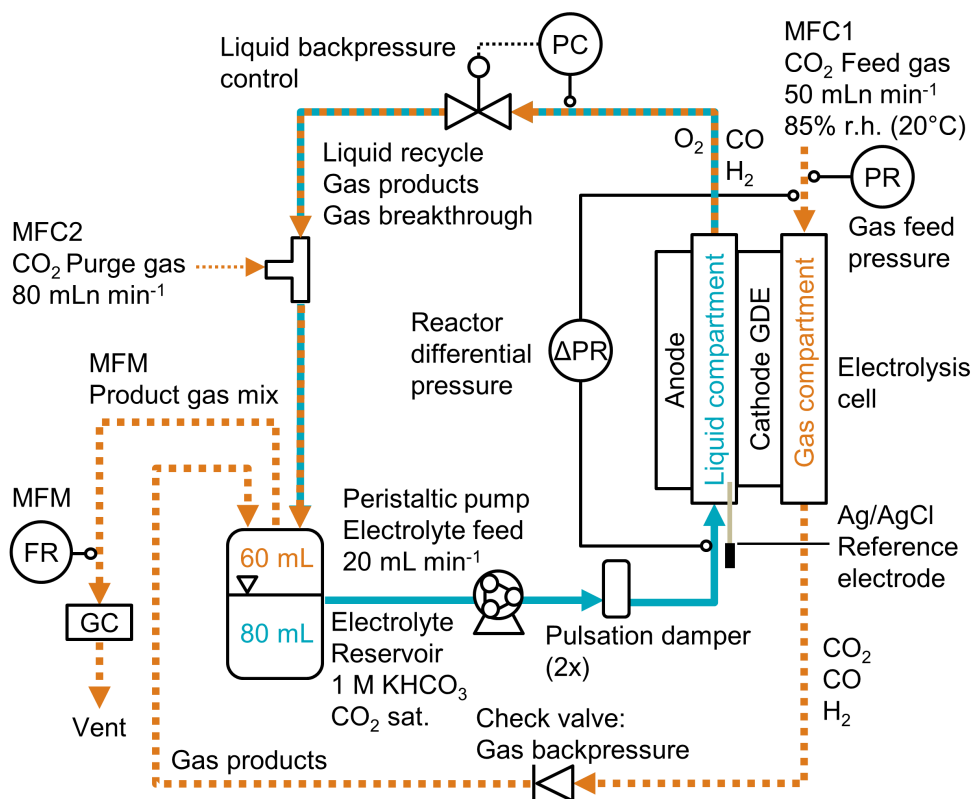 Liquid backpressure
control
PC
MFC1
CO₂ Feed gas
50 mLn min⁻¹
85% r.h. (20°C)
O₂
CO
H₂
PR
Gas feed
pressure
Liquid recycle
Gas products
Gas breakthrough
MFC2
CO₂ Purge gas
80 mLn min⁻¹
Reactor
differential
pressure
ΔPR
Anode
Liquid compartment
Cathode GDE
Gas compartment
Electrolysis
cell
MFM
Product gas mix
MFM
FR
GC
Vent
60 mL
80 mL
Peristaltic pump
Electrolyte feed
20 mL min⁻¹
Electrolyte
Reservoir
1 M KHCO₃
CO₂ sat.
Pulsation damper
(2x)
Ag/AgCl
Reference
electrode
CO₂
CO
H₂
Check valve:
Gas backpressure
Gas products